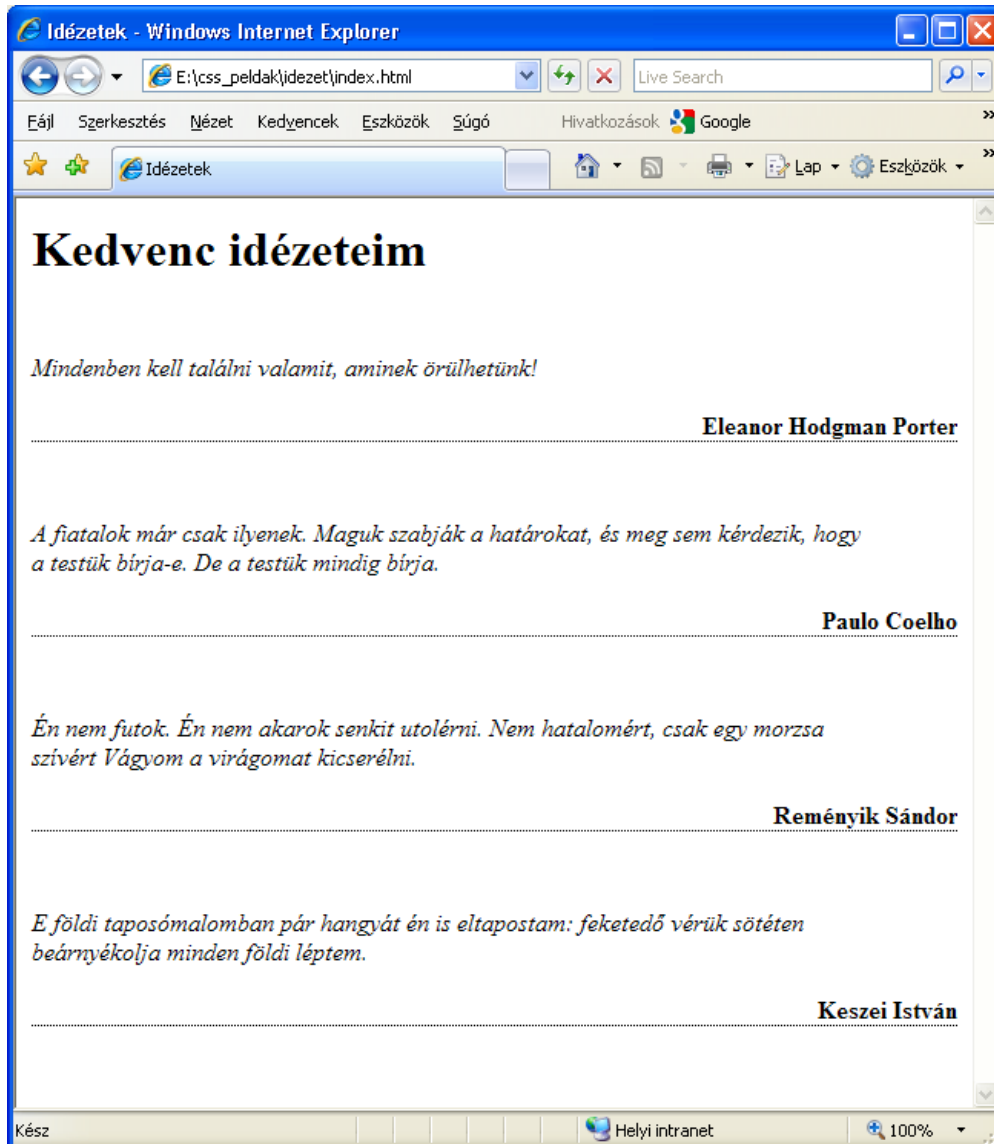 Idézetek - Windows Internet Explorer
E:\css_peldak\idezet\index.html
Live Search
Fájl Szerkesztés Nézet Kedvencek Eszközök Súgó Hivatkozások Google »
Idézetek Lap Eszközök »
Kedvenc idézeteim
Mindenben kell találni valamit, aminek örülhetünk!
Eleanor Hodgman Porter
A fiatalok már csak ilyenek. Maguk szabják a határokat, és meg sem kérdezik, hogy
a testük bírja-e. De a testük mindig bírja.
Paulo Coelho
Én nem futok. Én nem akarok senkit utolérni. Nem hatalomért, csak egy morzsa
szívért Vágyom a virágomat kicserélni.
Reményik Sándor
E földi taposómalomban pár hangyát én is eltapostam: feketedő vérük sötéten
beárnyékolja minden földi léptem.
Keszei István
Kész Helyi intranet 100%